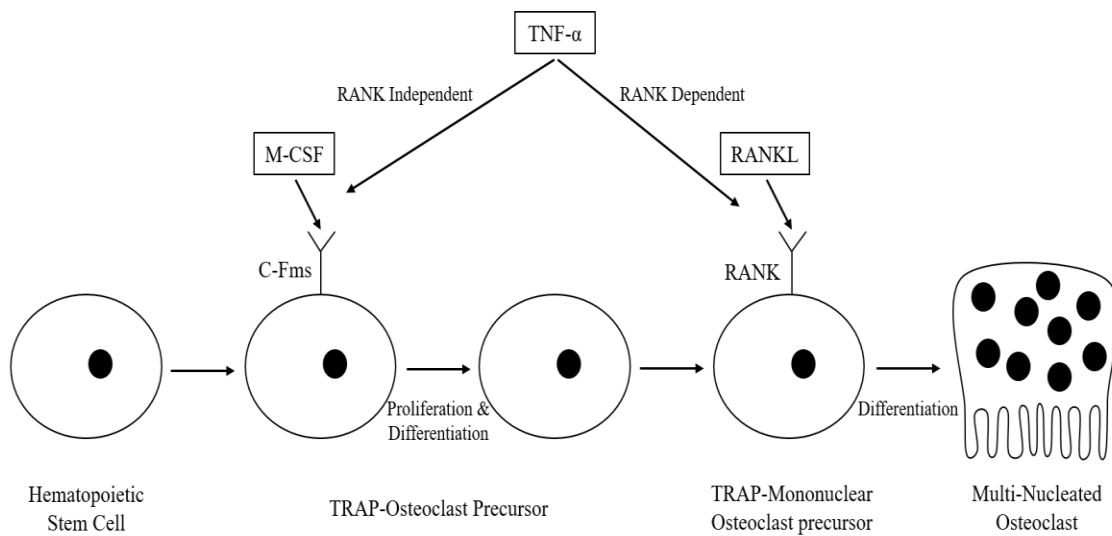 TNF-α
RANK Independent
RANK Dependent
M-CSF
RANKL
C-Fms
RANK
Proliferation &
Differentiation
Differentiation
Hematopoietic
Stem Cell
TRAP-Osteoclast Precursor
TRAP-Mononuclear
Osteoclast precursor
Multi-Nucleated
Osteoclast